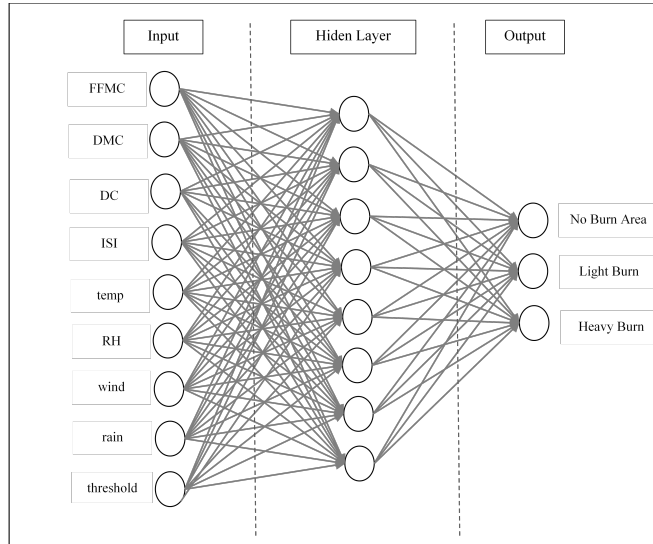 Input
Hiden Layer
Output
FFMC
DMC
DC
ISI
temp
RH
wind
rain
threshold
No Burn Area
Light Burn
Heavy Burn